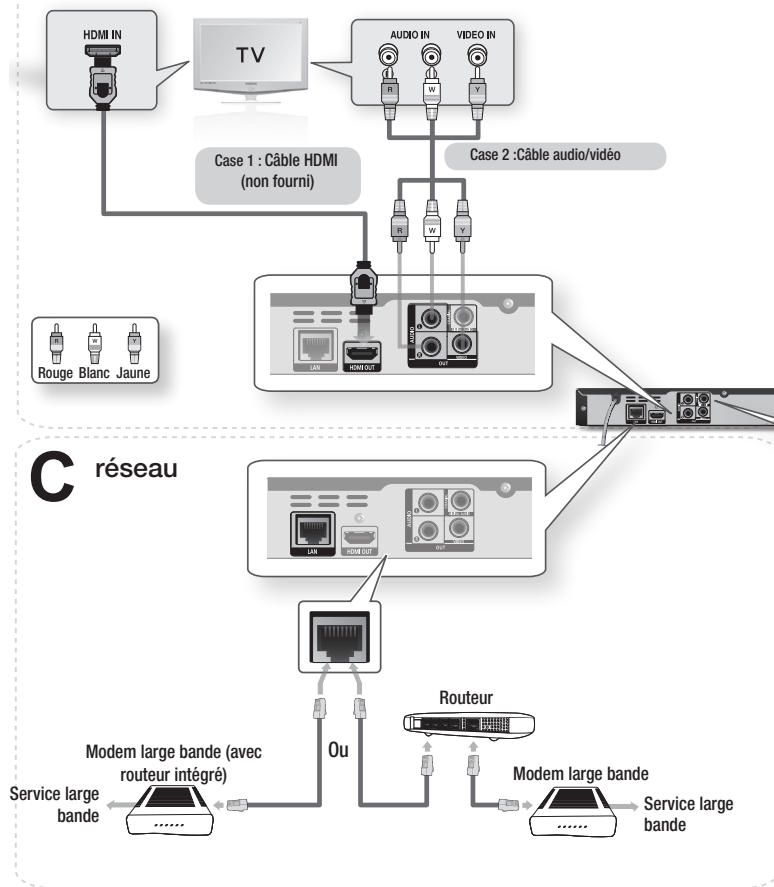 HDMI IN
TV
AUDIO IN
VIDEO IN
R
W
Y
Case 1 : Câble HDMI
(non fourni)
Case 2 :Câble audio/vidéo
R
W
Y
R
W
Y
Rouge
Blanc
Jaune
LAN
HDMI OUT
AUDIO
OUT
VIDEO
C
réseau
LAN
HDMI OUT
AUDIO
OUT
VIDEO
Routeur
Ou
Modem large bande (avec
routeur intégré)
Service large
bande
Modem large bande
Service large
bande